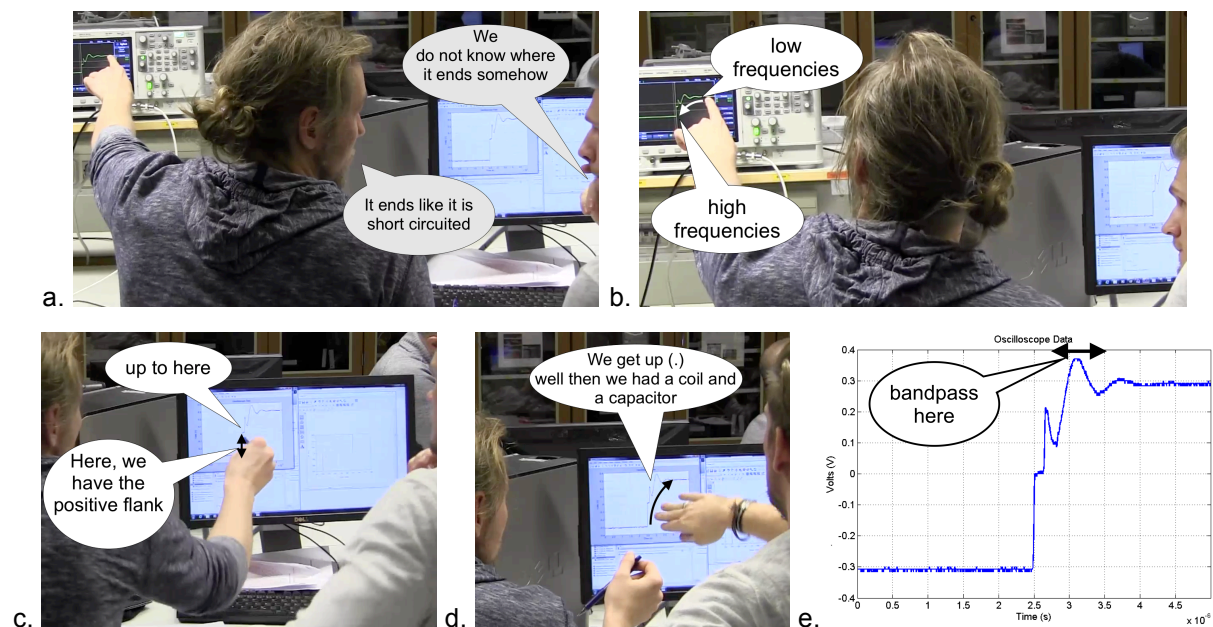 We
do not know where
it ends somehow
It ends like it is
short circuited
a.
low
frequencies
high
frequencies
b.
up to here
Here, we
have the
positive flank
DELL
c.
We get up (.)
well then we had a coil and
a capacitor
d.
Oscilloscope Data
bandpass
here
Volts (V)
0.4
0.3
0.2
0.1
0
-0.1
-0.2
-0.3
-0.4
0 0.5 1 1.5 2 2.5 3 3.5 4 4.5
Time (s)
x 10⁻⁶
e.